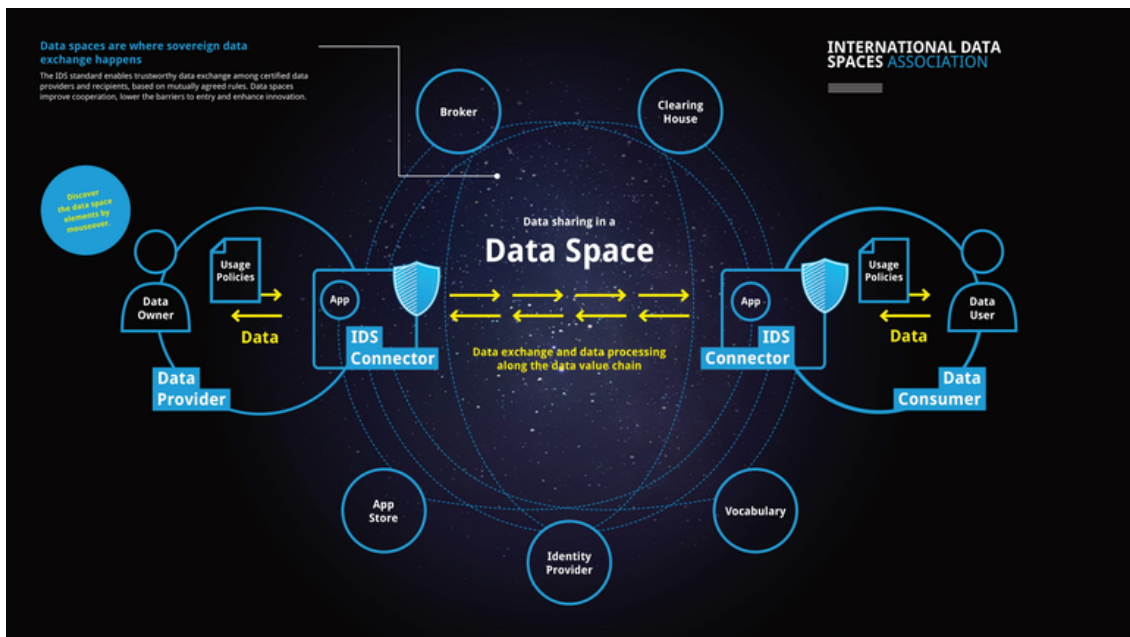 Data spaces are where sovereign data
exchange happens
The IDS standard enables trustworthy data exchange among certified data
providers and recipients, based on mutually agreed rules. Data spaces
improve cooperation, lower the barriers to entry and enhance innovation.
INTERNATIONAL DATA
SPACES ASSOCIATION
Broker
Clearing
House
Discover
the data space
elements by
mouseover.
Data sharing in a
Data Space
Usage
Policies
Data
Owner
Data
App
IDS
Connector
Data
Provider
Data exchange and data processing
along the data value chain
App
IDS
Connector
Usage
Policies
Data
User
Data
Data
Consumer
App
Store
Identity
Provider
Vocabulary